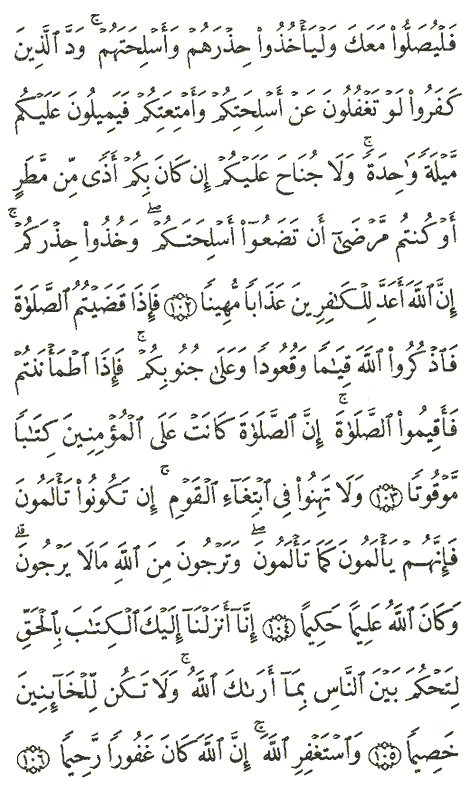 فَلْيُصَلُّوا۟ مَعَكَ وَلْيَأْخُذُوا۟ حِذْرَهُمْ وَأَسْلِحَتَهُمْ ۗ وَدَّ ٱلَّذِينَ
كَفَرُوا۟ لَوْ تَغْفُلُونَ عَنْ أَسْلِحَتِكُمْ وَأَمْتِعَتِكُمْ فَيَمِيلُونَ عَلَيْكُم
مَّيْلَةً وَٰحِدَةً ۚ وَلَا جُنَاحَ عَلَيْكُمْ إِن كَانَ بِكُمْ أَذًى مِّن مَّطَرٍ
أَوْ كُنتُم مَّرْضَىٰٓ أَن تَضَعُوٓا۟ أَسْلِحَتَكُمْ ۖ وَخُذُوا۟ حِذْرَكُمْ ۗ
إِنَّ ٱللَّهَ أَعَدَّ لِلْكَٰفِرِينَ عَذَابًا مُّهِينًا ١٠٢ فَإِذَا قَضَيْتُمُ ٱلصَّلَوٰةَ
فَٱذْكُرُوا۟ ٱللَّهَ قِيَٰمًا وَقُعُودًا وَعَلَىٰ جُنُوبِكُمْ ۚ فَإِذَا ٱطْمَأْنَنتُمْ
فَأَقِيمُوا۟ ٱلصَّلَوٰةَ ۚ إِنَّ ٱلصَّلَوٰةَ كَانَتْ عَلَى ٱلْمُؤْمِنِينَ كِتَٰبًا
مَّوْقُوتًا ١٠٣ وَلَا تَهِنُوا۟ فِى ٱبْتِغَآءِ ٱلْقَوْمِ ۖ إِن تَكُونُوا۟ تَأْلَمُونَ
فَإِنَّهُمْ يَأْلَمُونَ كَمَا تَأْلَمُونَ ۖ وَتَرْجُونَ مِنَ ٱللَّهِ مَا لَا يَرْجُونَ ۗ
وَكَانَ ٱللَّهُ عَلِيمًا حَكِيمًا ١٠٤ إِنَّآ أَنزَلْنَآ إِلَيْكَ ٱلْكِتَٰبَ بِٱلْحَقِّ
لِتَحْكُمَ بَيْنَ ٱلنَّاسِ بِمَآ أَرَىٰكَ ٱللَّهُ ۚ وَلَا تَكُن لِّلْخَآئِنِينَ
خَصِيمًا ١٠٥ وَٱسْتَغْفِرِ ٱللَّهَ ۖ إِنَّ ٱللَّهَ كَانَ غَفُورًا رَّحِيمًا ١٠٦